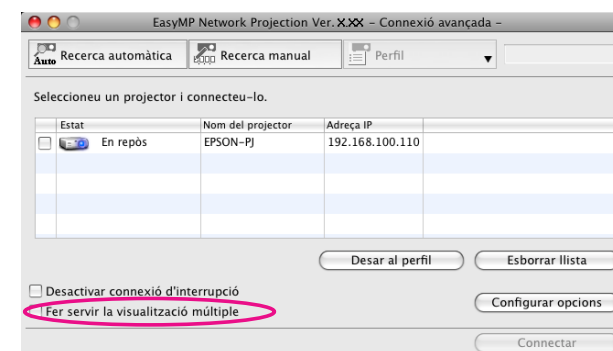 EasyMP Network Projection Ver. X.XX – Connexió avançada –
Auto Recerca automàtica Recerca manual Perfil
Seleccioneu un projector i connecteu-lo.
Estat Nom del projector Adreça IP
En repòs EPSON-PJ 192.168.100.110
Desar al perfil Esborrar llista
Desactivar connexió d'interrupció
Fer servir la visualització múltiple
Configurar opcions
Connectar